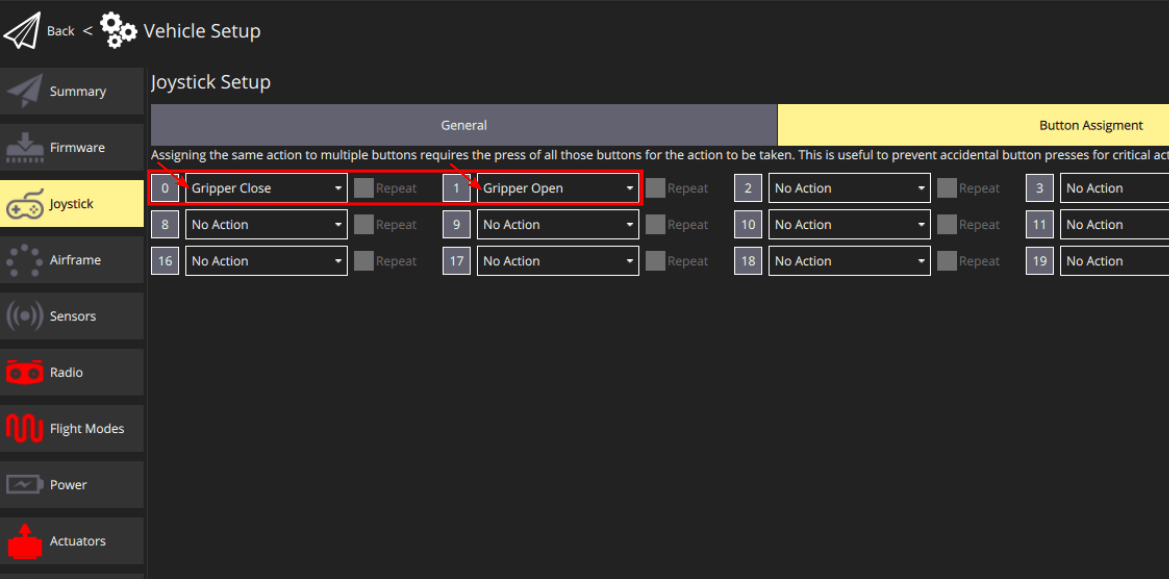 Back < Vehicle Setup
Summary
Firmware
Joystick
Airframe
Sensors
Radio
Flight Modes
Power
Actuators
Joystick Setup
General
Button Assigment
Assigning the same action to multiple buttons requires the press of all those buttons for the action to be taken. This is useful to prevent accidental button presses for critical act
0 Gripper Close Repeat 1 Gripper Open Repeat 2 No Action Repeat 3 No Action
8 No Action Repeat 9 No Action Repeat 10 No Action Repeat 11 No Action
16 No Action Repeat 17 No Action Repeat 18 No Action Repeat 19 No Action